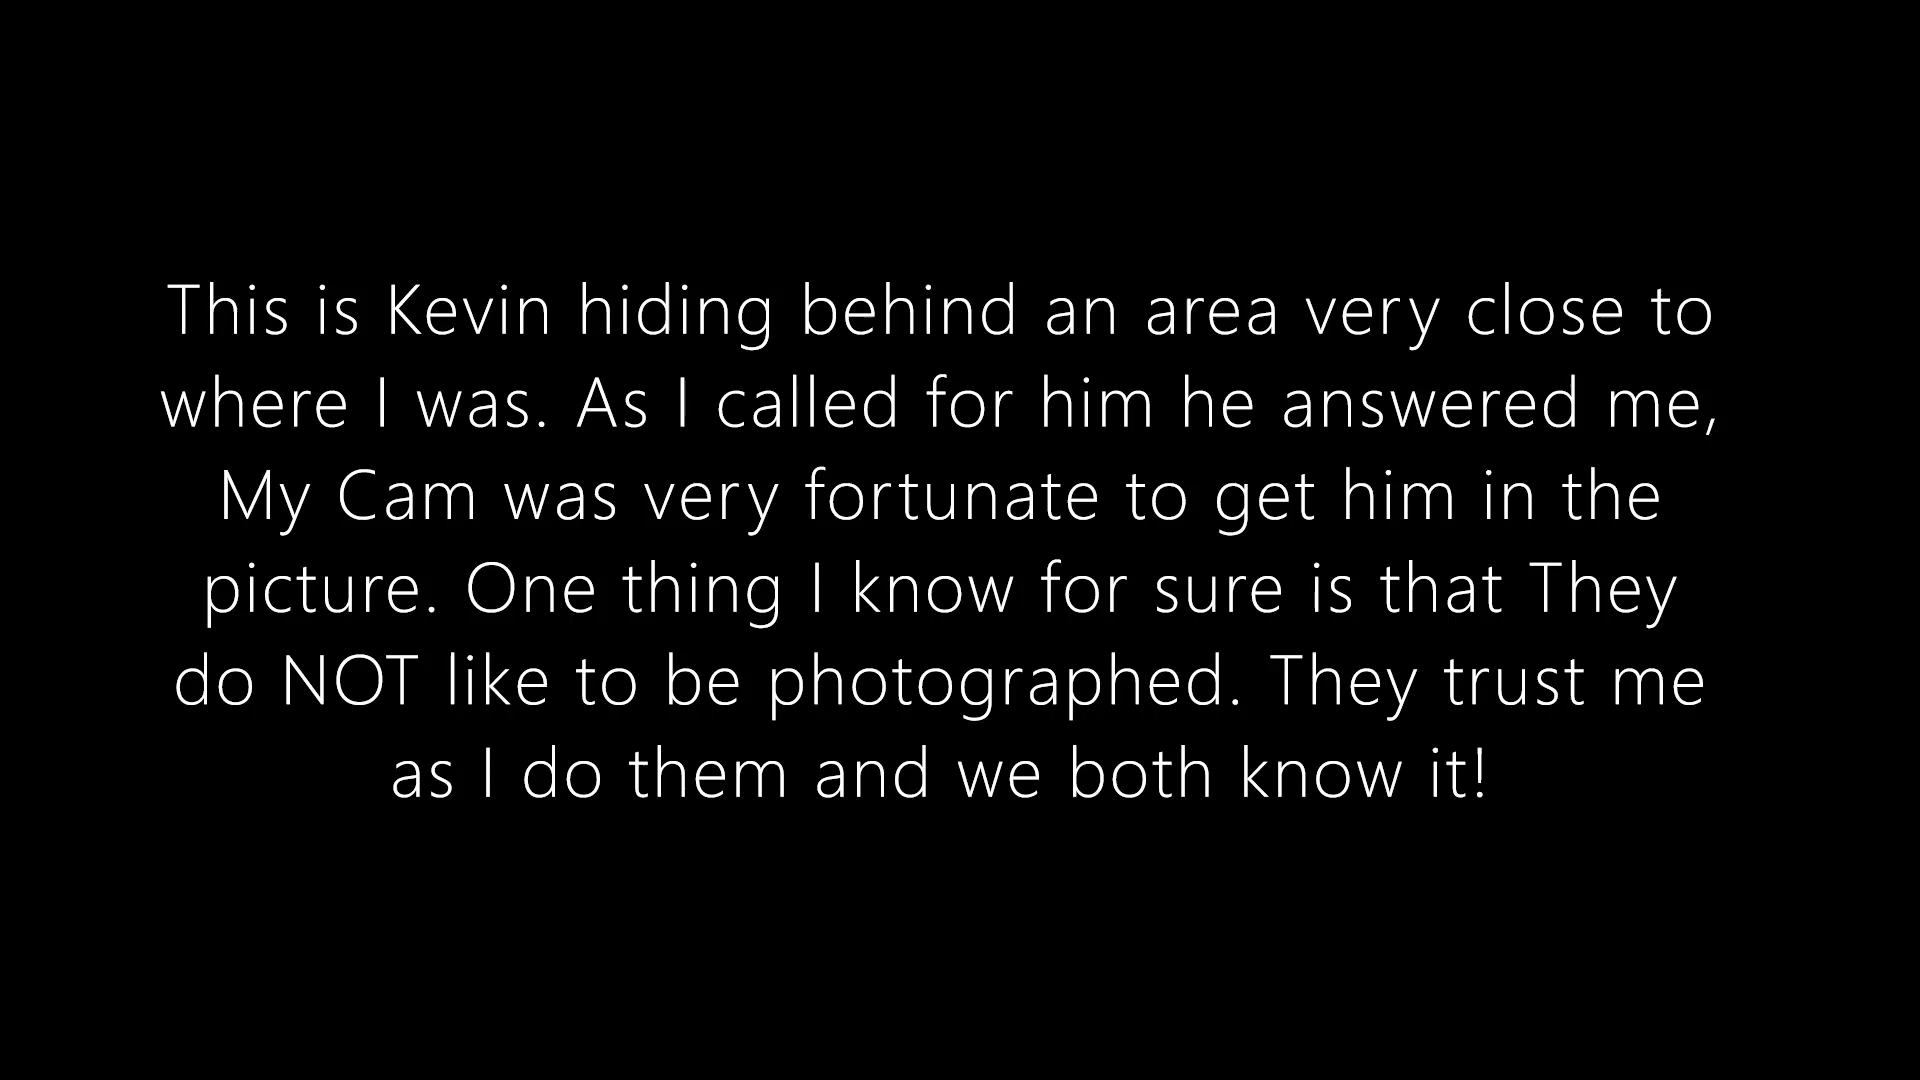 This is Kevin hiding behind an area very close to
where I was. As I called for him he answered me,
My Cam was very fortunate to get him in the
picture. One thing I know for sure is that They
do NOT like to be photographed. They trust me
as I do them and we both know it!